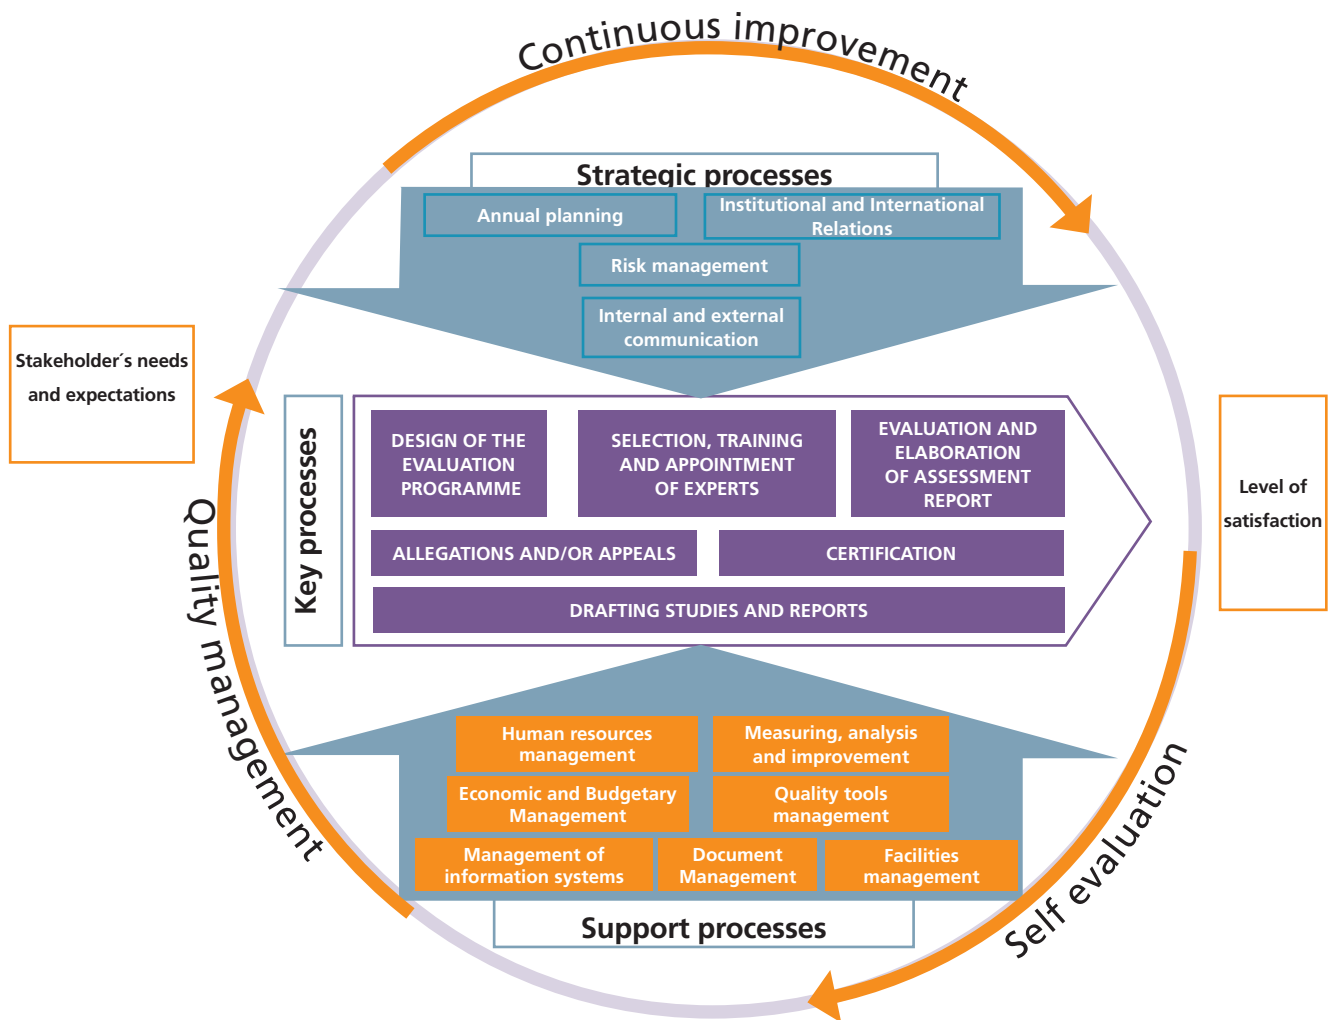 Continuous improvement
Strategic processes
Annual planning
Institutional and International
Relations
Risk management
Internal and external
communication
Stakeholder´s needs
and expectations
Key processes
DESIGN OF THE
EVALUATION
PROGRAMME
SELECTION, TRAINING
AND APPOINTMENT
OF EXPERTS
EVALUATION AND
ELABORATION
OF ASSESSMENT
REPORT
ALLEGATIONS AND/OR APPEALS
CERTIFICATION
DRAFTING STUDIES AND REPORTS
Level of
satisfaction
Quality management
Human resources
management
Measuring, analysis
and improvement
Economic and Budgetary
Management
Quality tools
management
Management of
information systems
Document
Management
Facilities
management
Support processes
Self evaluation